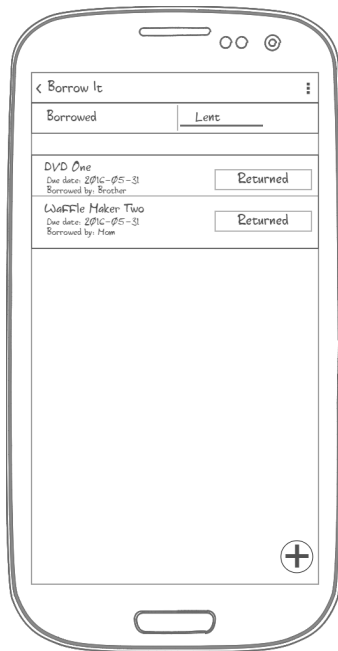 Borrow It
Borrowed Lent
DVD One
Due date: 2016-05-31
Borrowed by: Brother
Returned
Waffle Maker Two
Due date: 2016-05-31
Borrowed by: Mom
Returned